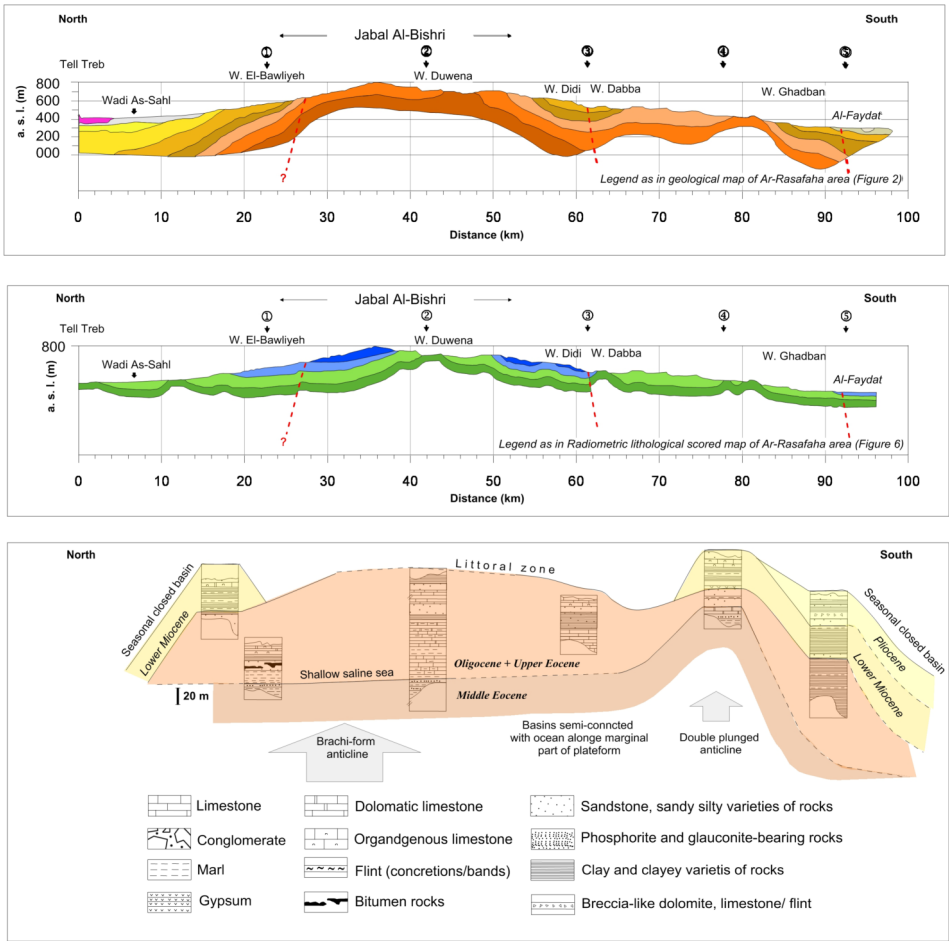 North
South
Jabal Al-Bishri
① ② ③ ④ ⑤
Tell Treb
W. El-Bawliyeh
W. Duwena
W. Didi
W. Dabba
W. Ghadban
Wadi As-Sahl
Al-Faydat
a. s. l. (m)
800
600
400
200
000
?
Legend as in geological map of Ar-Rasafaha area (Figure 2)
0 10 20 30 40 50 60 70 80 90 100
Distance (km)
North
South
Jabal Al-Bishri
① ② ③ ④ ⑤
Tell Treb
W. El-Bawliyeh
W. Duwena
800
W. Didi
W. Dabba
W. Ghadban
Wadi As-Sahl
Al-Faydat
a. s. l. (m)
?
Legend as in Radiometric lithological scored map of Ar-Rasafaha area (Figure 6)
0 10 20 30 40 50 60 70 80 90 100
Distance (km)
North
South
Littoral zone
Seasonal closed basin
Lower Miocene
Seasonal closed basin
Pliocene
Lower Miocene
Oligocene + Upper Eocene
Shallow saline sea
Middle Eocene
20 m
Brachi-form
anticline
Basins semi-conncted
with ocean alonge marginal
part of plateform
Double plunged
anticline
Limestone
Dolomatic limestone
Sandstone, sandy silty varieties of rocks
Conglomerate
Organdgenous limestone
Phosphorite and glauconite-bearing rocks
Marl
Flint (concretions/bands)
Clay and clayey varietis of rocks
Gypsum
Bitumen rocks
Breccia-like dolomite, limestone/ flint